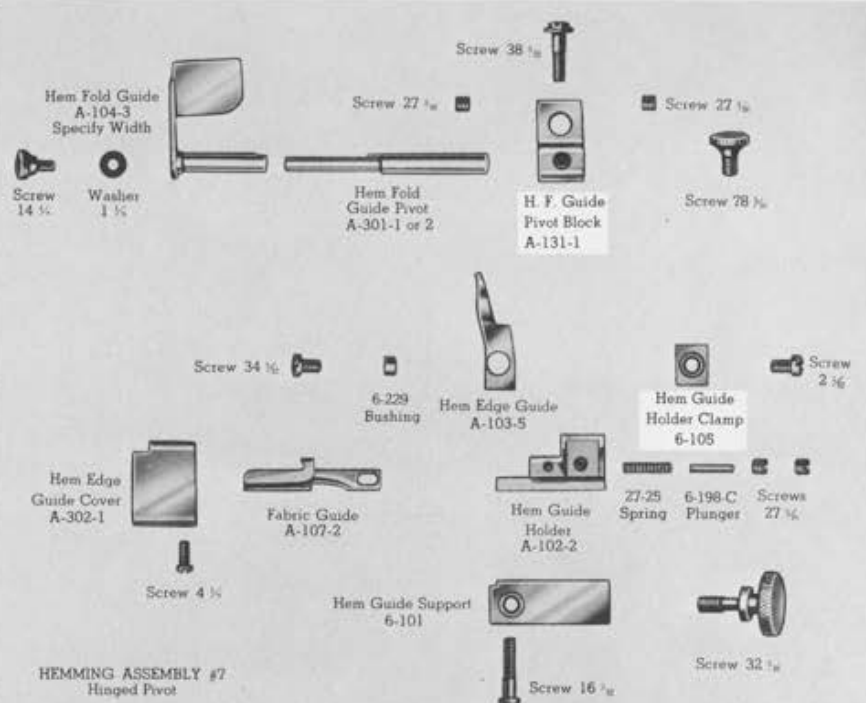 Screw 38
Hem Fold Guide
A-104-3
Specify Width
Screw 27
Screw 27
Screw
14
Washer
1
Hem Fold
Guide Pivot
A-301-1 or 2
H. F. Guide
Pivot Block
A-131-1
Screw 78
Screw 34
6-229
Bushing
Hem Edge Guide
A-103-5
Hem Guide
Holder Clamp
6-105
Screw
2
Hem Edge
Guide Cover
A-302-1
Fabric Guide
A-107-2
Hem Guide
Holder
A-102-2
27-25
Spring
6-198-C
Plunger
Screws
27
Screw 4
Hem Guide Support
6-101
Screw 16
Screw 32
HEMMING ASSEMBLY #7
Hinged Pivot